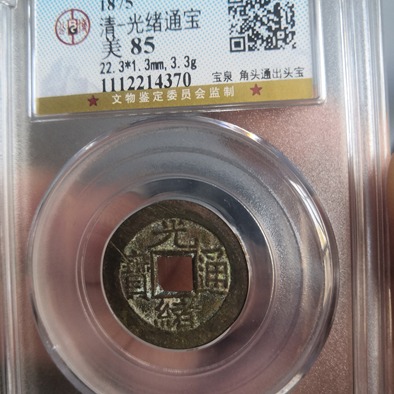 1875
清-光绪通宝
美 85
22.3*1.3mm, 3.3g
1112214370
宝泉 角头通出头宝
文物鉴定委员会监制
光
寶 通
緒